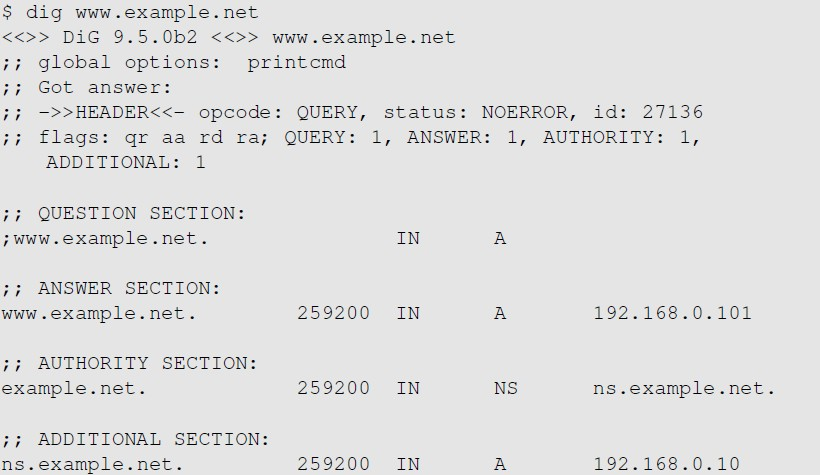 $ dig www.example.net
<<>> DiG 9.5.0b2 <<>> www.example.net
;; global options:  printcmd
;; Got answer:
;; ->>HEADER<<- opcode: QUERY, status: NOERROR, id: 27136
;; flags: qr aa rd ra; QUERY: 1, ANSWER: 1, AUTHORITY: 1,
    ADDITIONAL: 1
;; QUESTION SECTION:
;www.example.net.               IN      A
;; ANSWER SECTION:
www.example.net.        259200  IN      A       192.168.0.101
;; AUTHORITY SECTION:
example.net.            259200  IN      NS      ns.example.net.
;; ADDITIONAL SECTION:
ns.example.net.         259200  IN      A       192.168.0.10